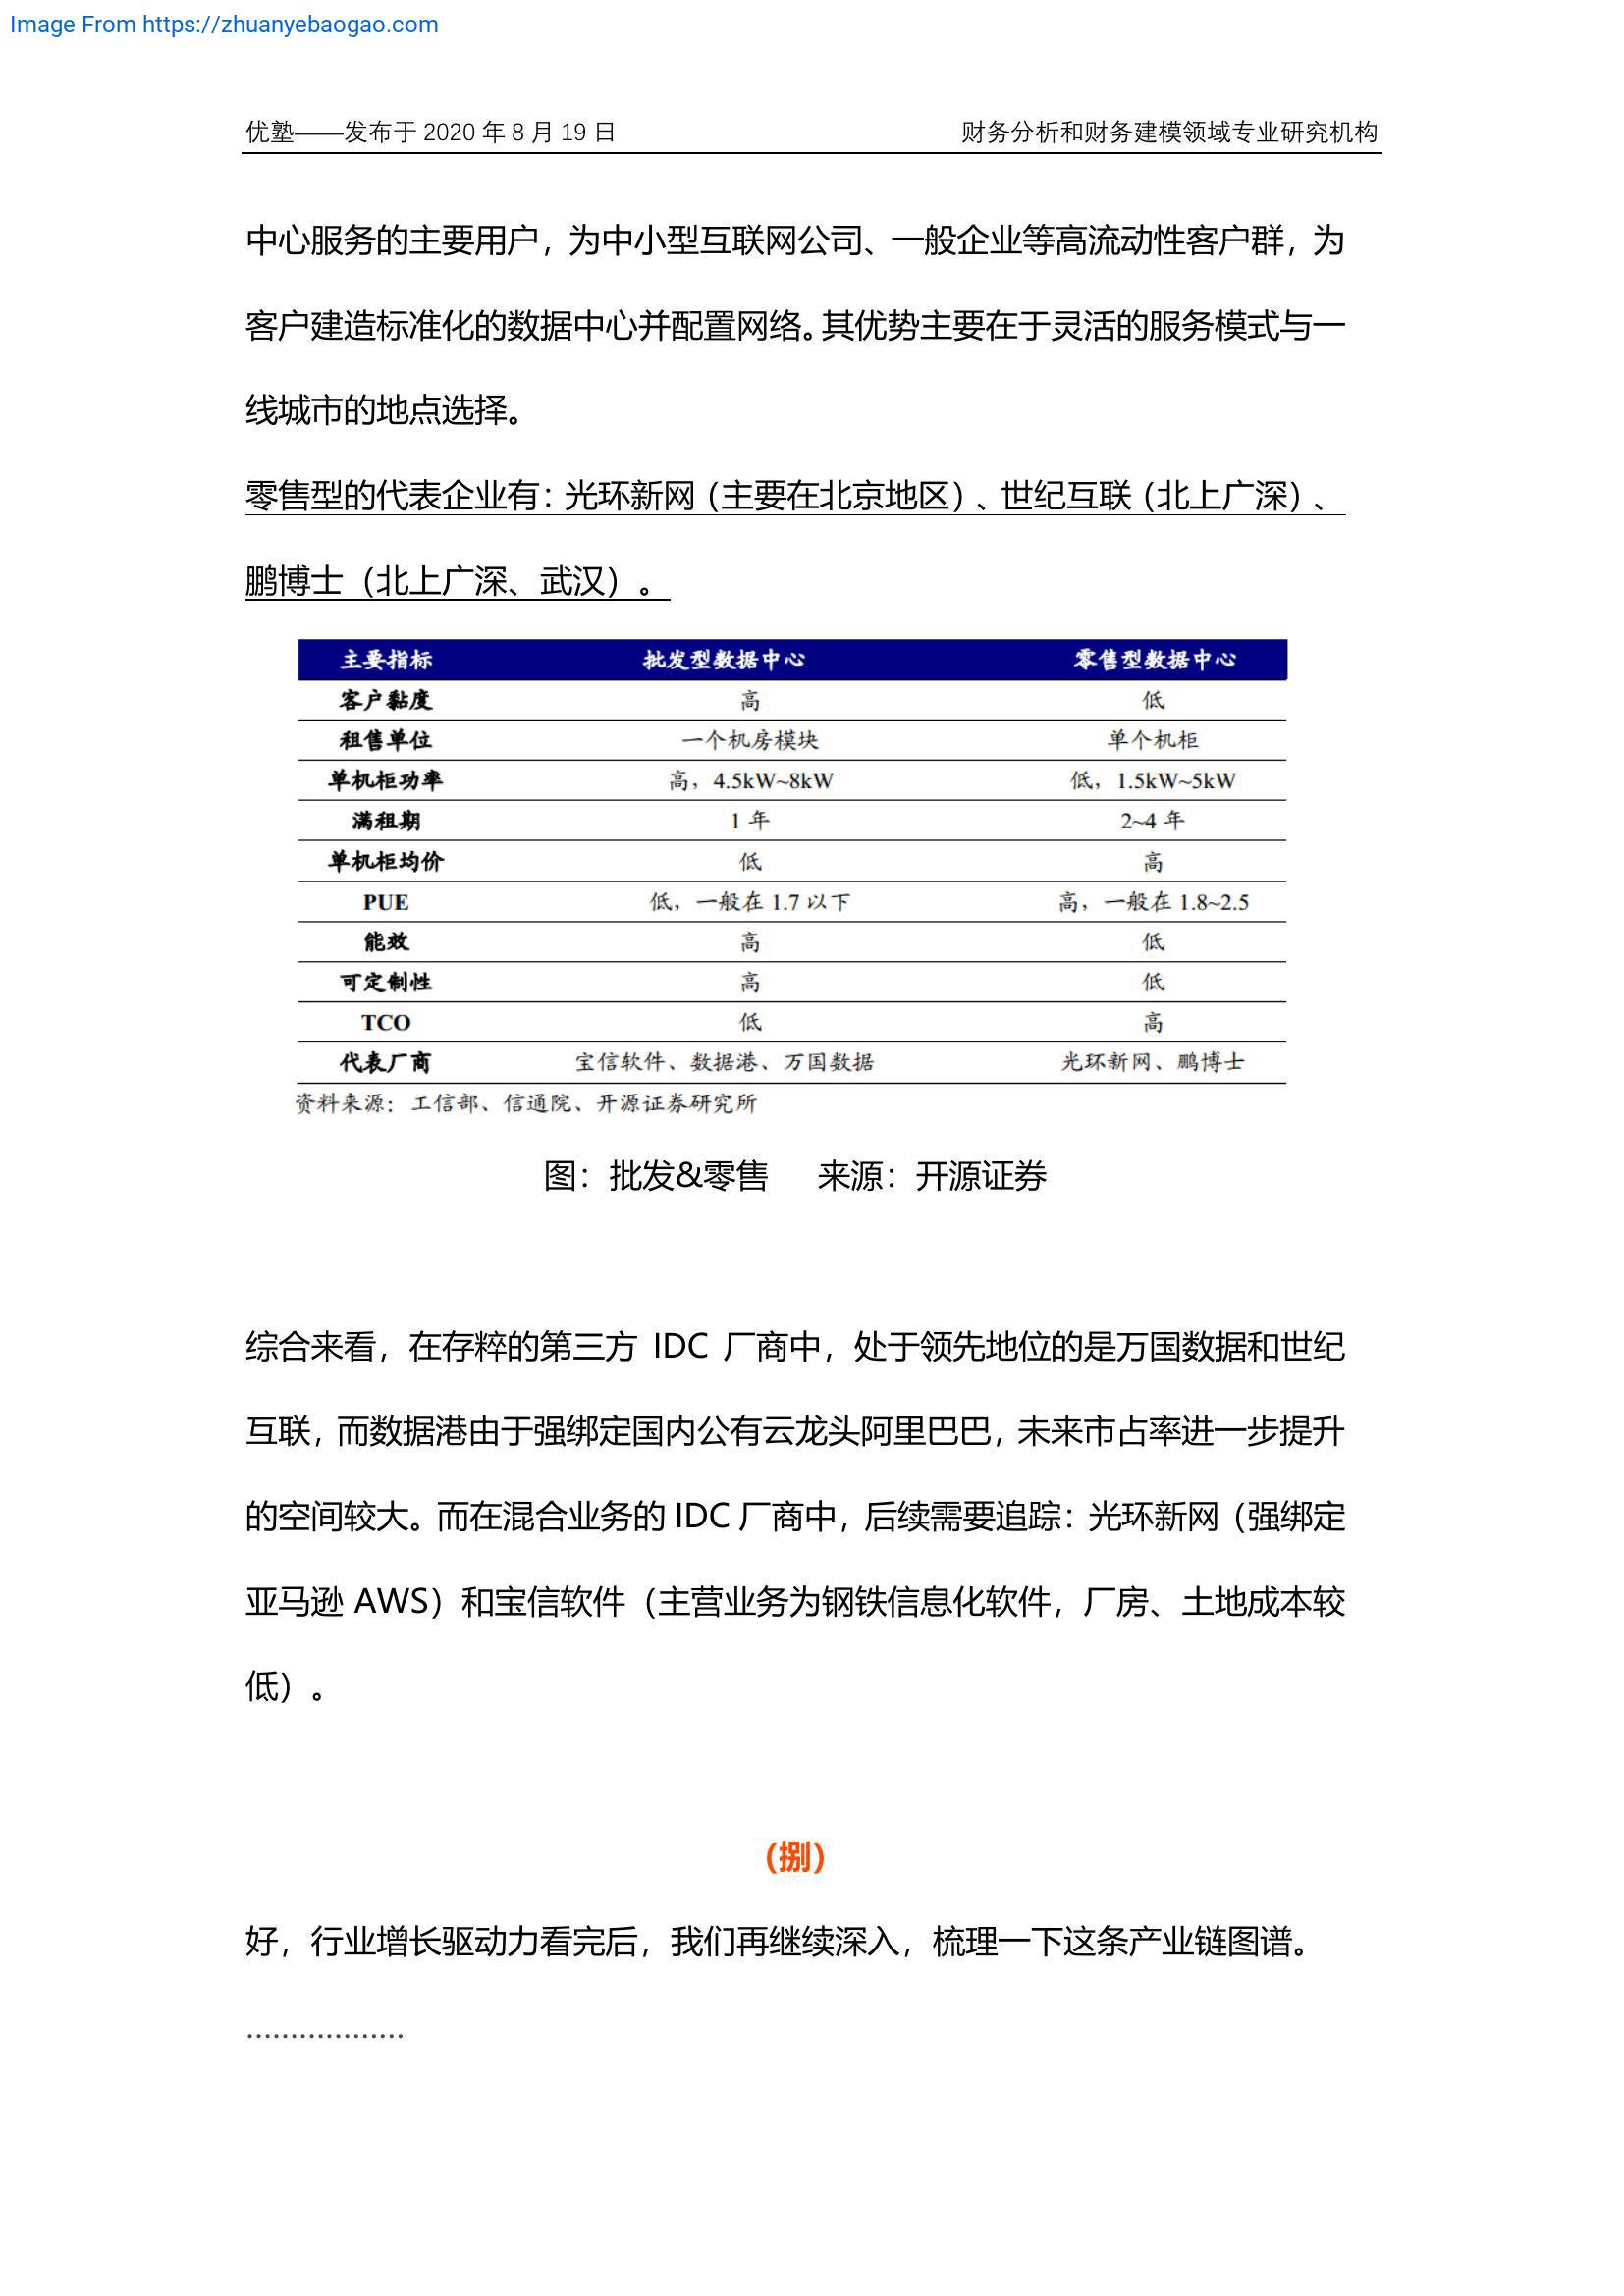 Image From https://zhuanyebaogao.com
优塾——发布于 2020 年 8 月 19 日 财务分析和财务建模领域专业研究机构
中心服务的主要用户，为中小型互联网公司、一般企业等高流动性客户群，为
客户建造标准化的数据中心并配置网络。其优势主要在于灵活的服务模式与一
线城市的地点选择。
零售型的代表企业有：光环新网（主要在北京地区）、世纪互联（北上广深）、
鹏博士（北上广深、武汉）。
主要指标 批发型数据中心 零售型数据中心
客户黏度 高 低
租售单位 一个机房模块 单个机柜
单机柜功率 高，4.5kW~8kW 低，1.5kW~5kW
满租期 1 年 2~4 年
单机柜均价 低 高
PUE 低，一般在 1.7 以下 高，一般在 1.8~2.5
能效 高 低
可定制性 高 低
TCO 低 高
代表厂商 宝信软件、数据港、万国数据 光环新网、鹏博士
资料来源：工信部、信通院、开源证券研究所
图：批发&零售 来源：开源证券
综合来看，在存粹的第三方 IDC 厂商中，处于领先地位的是万国数据和世纪
互联，而数据港由于强绑定国内公有云龙头阿里巴巴，未来市占率进一步提升
的空间较大。而在混合业务的 IDC 厂商中，后续需要追踪：光环新网（强绑定
亚马逊 AWS）和宝信软件（主营业务为钢铁信息化软件，厂房、土地成本较
低）。
（捌）
好，行业增长驱动力看完后，我们再继续深入，梳理一下这条产业链图谱。
………………